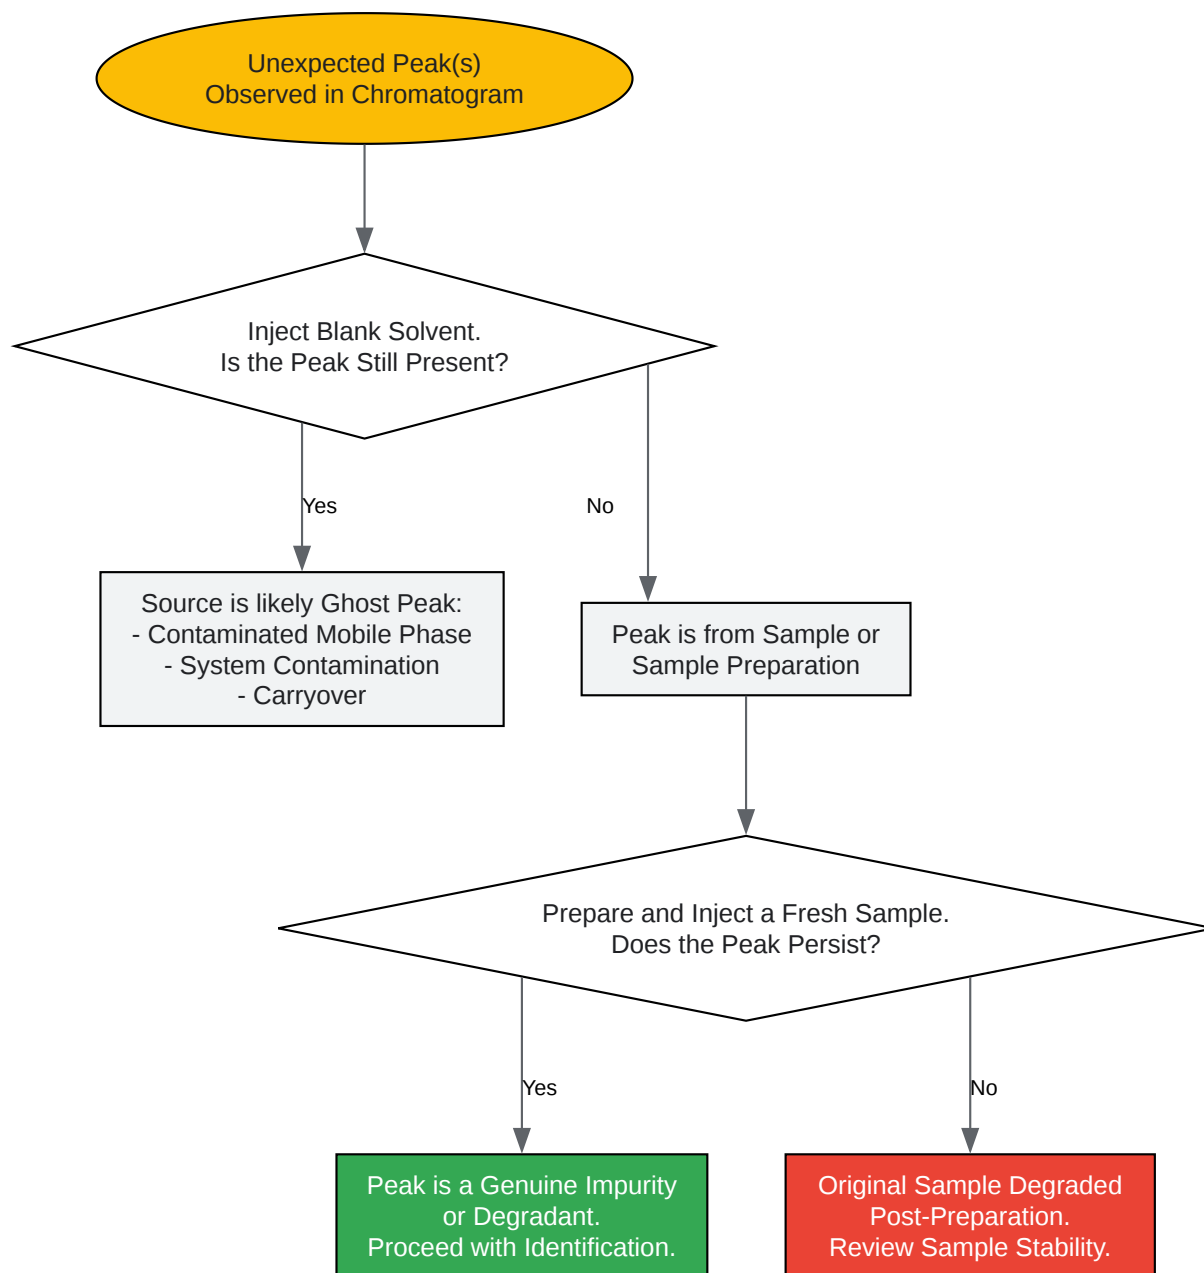 Unexpected Peak(s)
Observed in Chromatogram
Inject Blank Solvent.
Is the Peak Still Present?
Yes
No
Source is likely Ghost Peak:
- Contaminated Mobile Phase
- System Contamination
- Carryover
Peak is from Sample or
Sample Preparation
Prepare and Inject a Fresh Sample.
Does the Peak Persist?
Yes
No
Peak is a Genuine Impurity
or Degradant.
Proceed with Identification.
Original Sample Degraded
Post-Preparation.
Review Sample Stability.